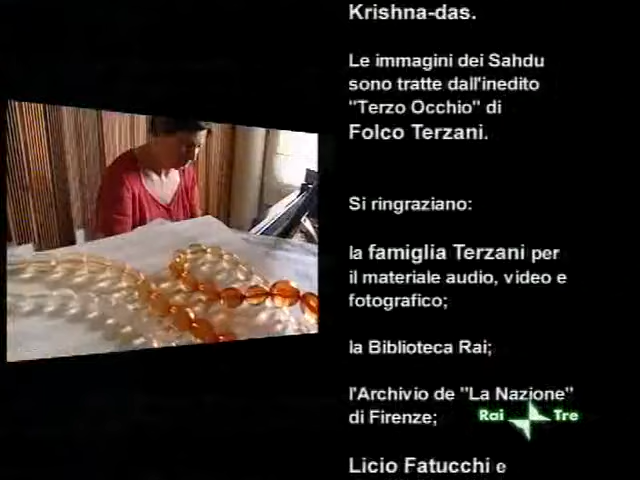 Krishna-das.
Le immagini dei Sahdu
sono tratte dall'inedito
"Terzo Occhio" di
Folco Terzani.
Si ringraziano:
la famiglia Terzani per
il materiale audio, video e
fotografico;
la Biblioteca Rai;
l'Archivio de "La Nazione"
di Firenze;
Rai Tre
Licio Fatucchi e